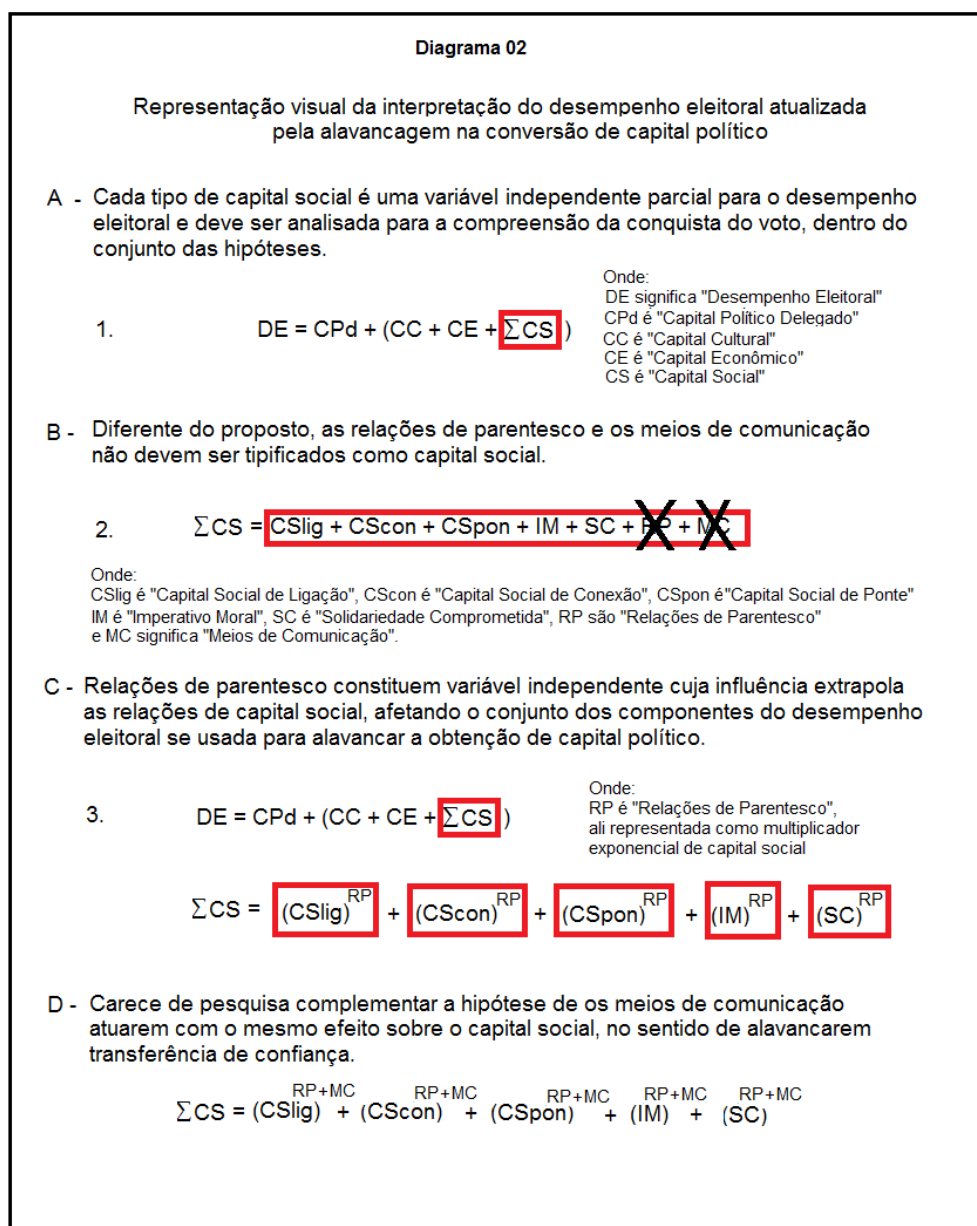 Diagrama 02
Representação visual da interpretação do desempenho eleitoral atualizada
pela alavancagem na conversão de capital político
A - Cada tipo de capital social é uma variável independente parcial para o desempenho
eleitoral e deve ser analisada para a compreensão da conquista do voto, dentro do
conjunto das hipóteses.
1. DE = CPd + (CC + CE + ∑CS )
Onde:
DE significa "Desempenho Eleitoral"
CPd é "Capital Político Delegado"
CC é "Capital Cultural"
CE é "Capital Econômico"
CS é "Capital Social"
B - Diferente do proposto, as relações de parentesco e os meios de comunicação
não devem ser tipificados como capital social.
2. ∑CS = CSlig + CScon + CSpon + IM + SC + RP + MC
Onde:
CSlig é "Capital Social de Ligação", CScon é "Capital Social de Conexão", CSpon é"Capital Social de Ponte"
IM é "Imperativo Moral", SC é "Solidariedade Comprometida", RP são "Relações de Parentesco"
e MC significa "Meios de Comunicação".
C - Relações de parentesco constituem variável independente cuja influência extrapola
as relações de capital social, afetando o conjunto dos componentes do desempenho
eleitoral se usada para alavancar a obtenção de capital político.
3. DE = CPd + (CC + CE + ∑CS )
Onde:
RP é "Relações de Parentesco",
ali representada como multiplicador
exponencial de capital social
∑CS = (CSlig)^RP + (CScon)^RP + (CSpon)^RP + (IM)^RP + (SC)^RP
D - Carece de pesquisa complementar a hipótese de os meios de comunicação
atuarem com o mesmo efeito sobre o capital social, no sentido de alavancarem
transferência de confiança.
∑CS = (CSlig)^RP+MC + (CScon)^RP+MC + (CSpon)^RP+MC + (IM)^RP+MC + (SC)^RP+MC